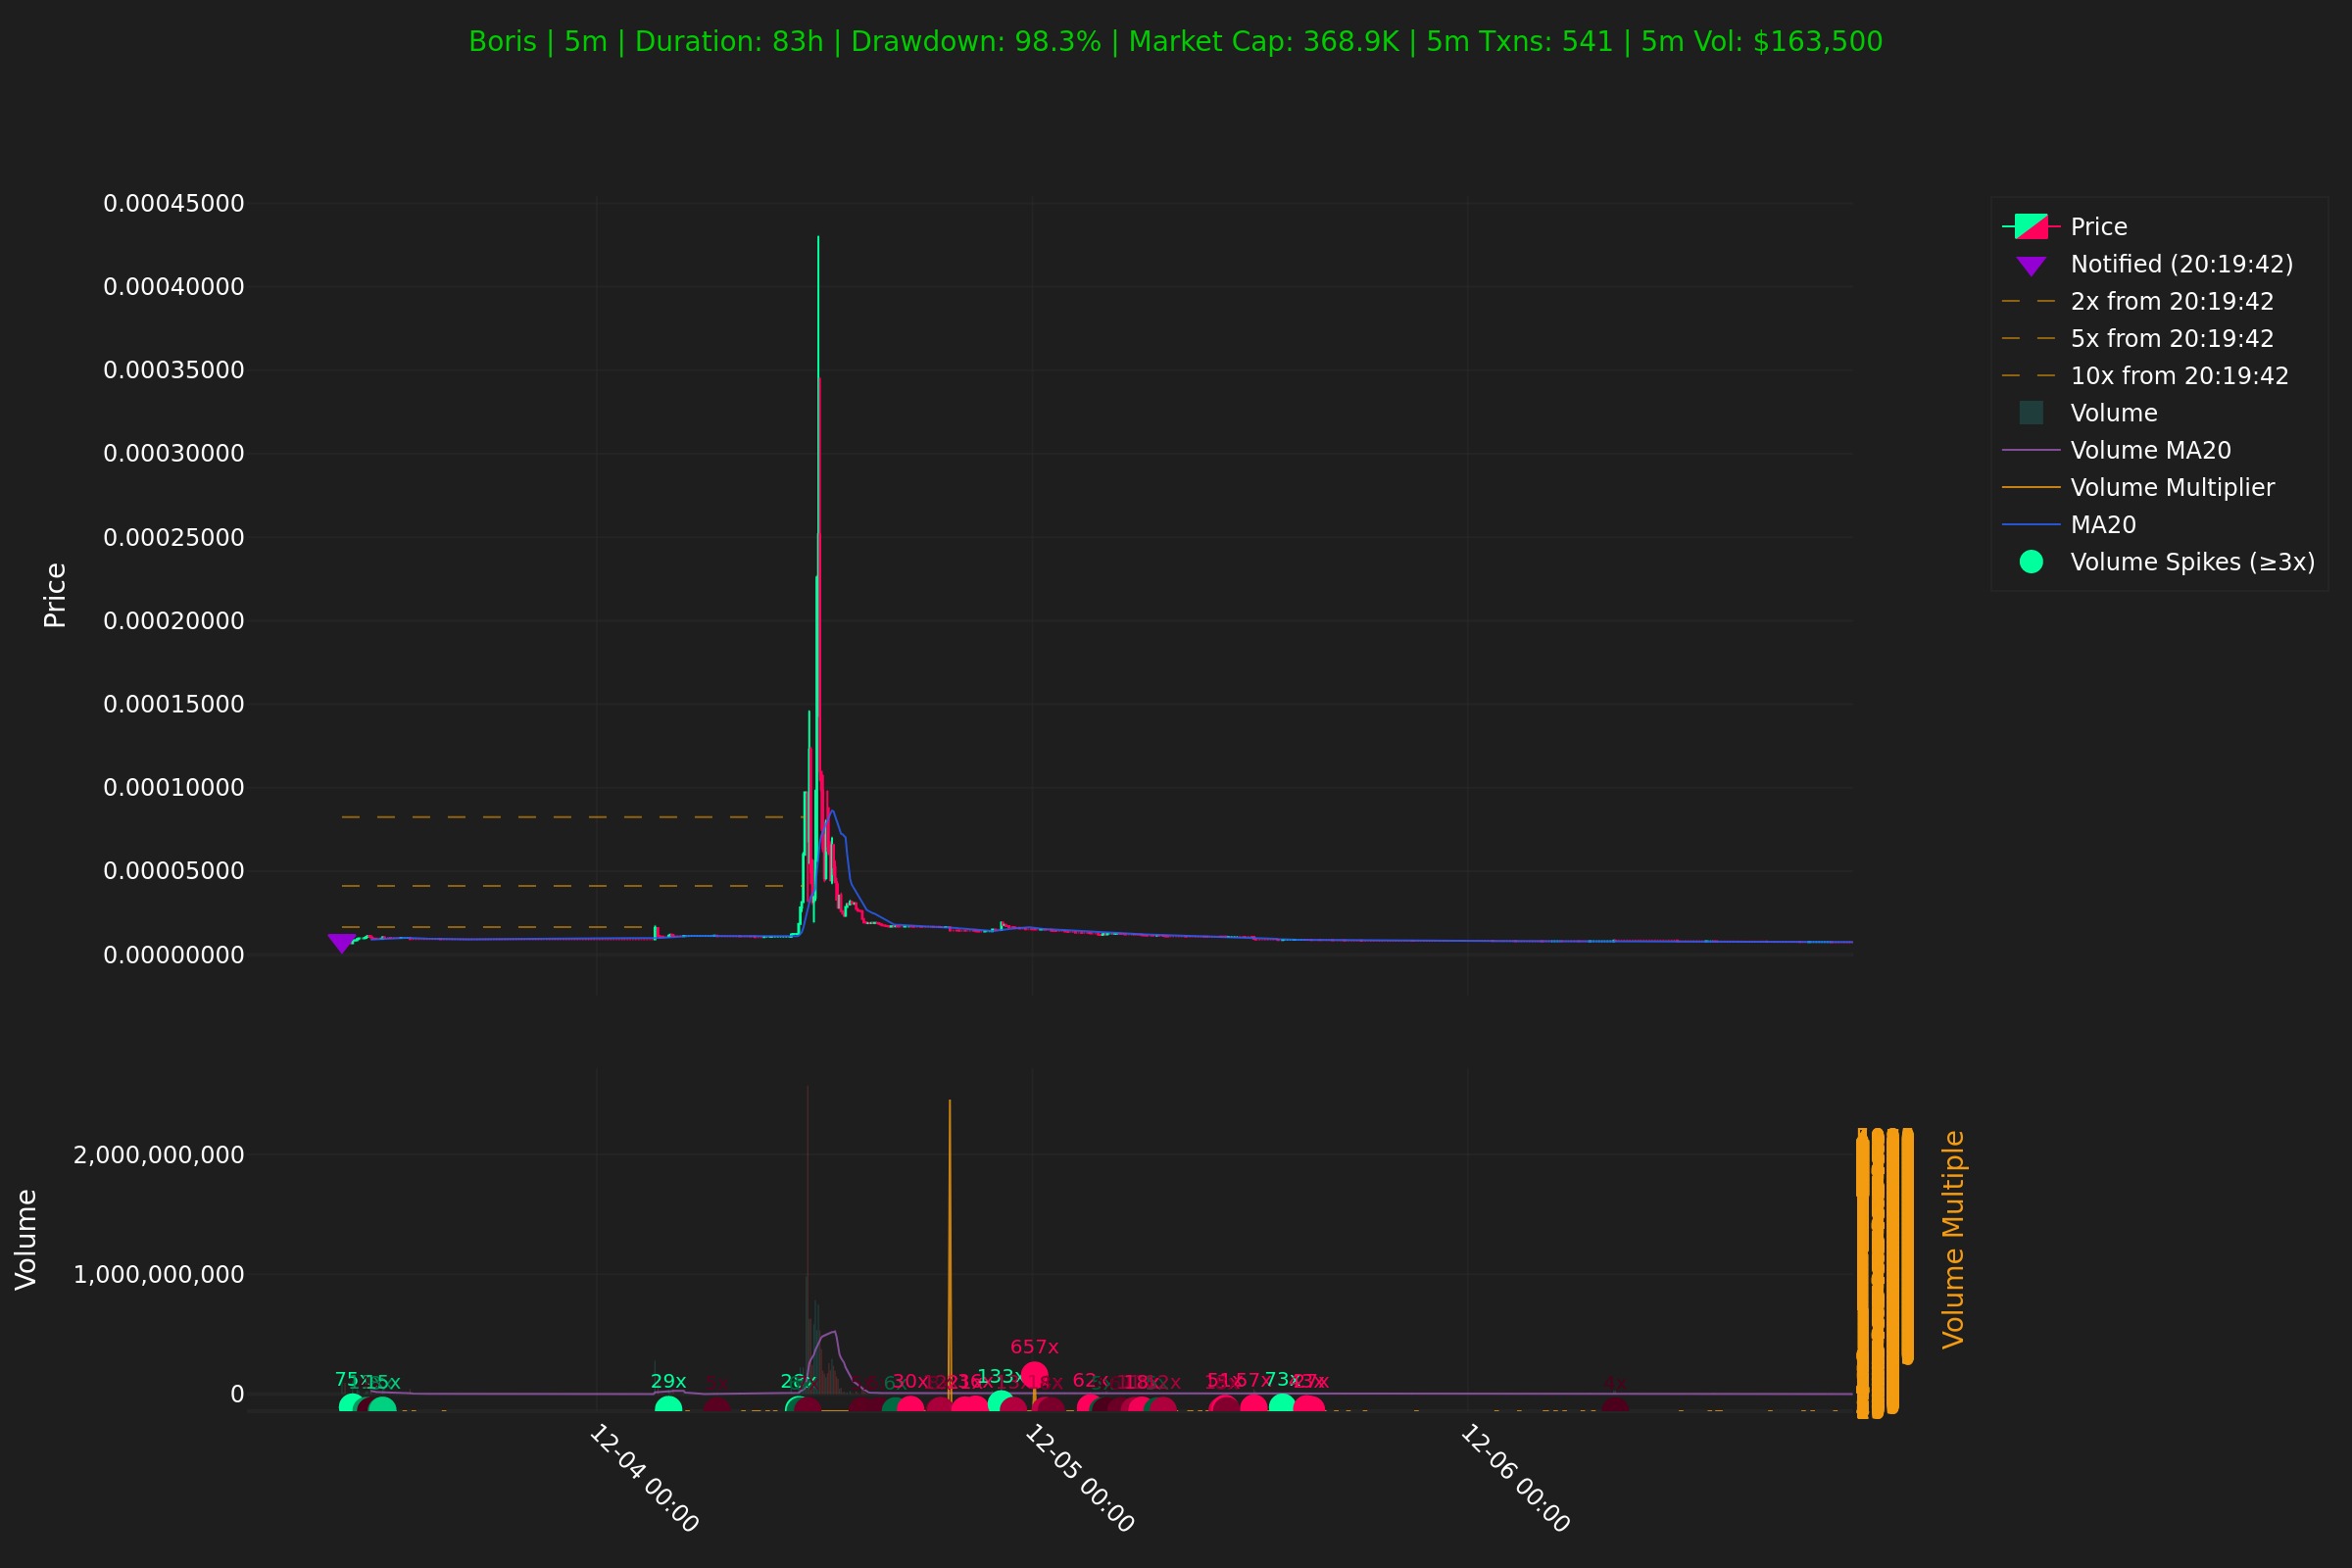 Boris | 5m | Duration: 83h | Drawdown: 98.3% | Market Cap: 368.9K | 5m Txns: 541 | 5m Vol: $163,500
0.00045000
0.00040000
0.00035000
0.00030000
0.00025000
0.00020000
0.00015000
0.00010000
0.00005000
0.00000000
Price
Price
Notified (20:19:42)
2x from 20:19:42
5x from 20:19:42
10x from 20:19:42
Volume
Volume MA20
Volume Multiplier
MA20
Volume Spikes (≥3x)
2,000,000,000
1,000,000,000
0
Volume
75x
15x
29x
26x
30x
36x
133x
657x
18x
51x
57x
73x
Volume Multiple
12-04 00:00
12-05 00:00
12-06 00:00